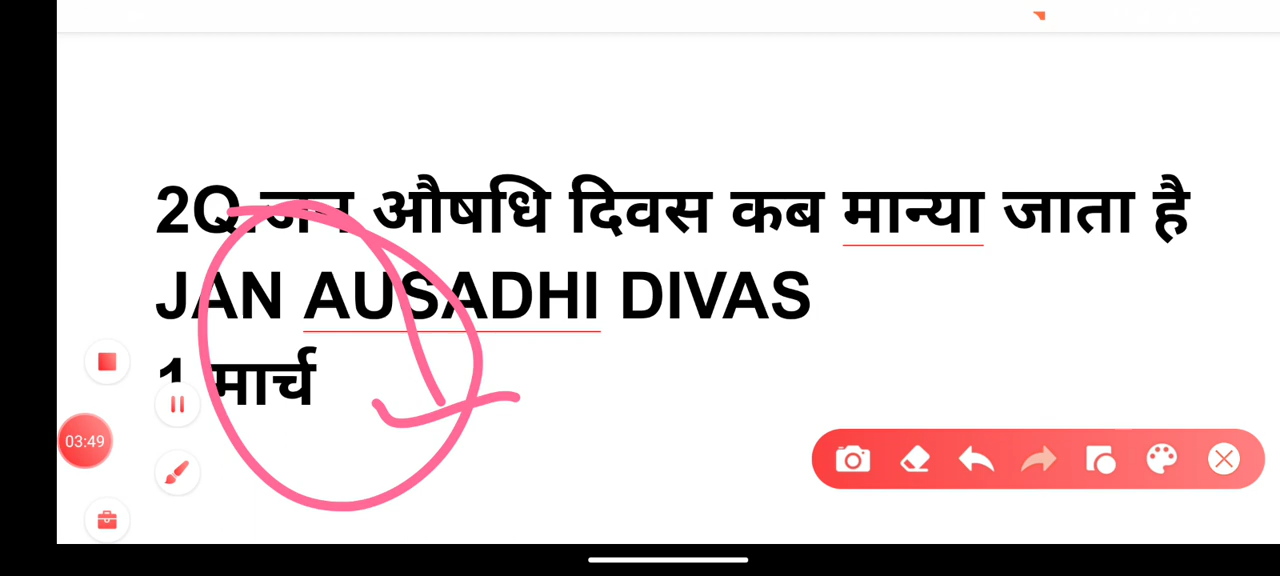 2Q जन औषधि दिवस कब मान्या जाता है
JAN AUSADHI DIVAS
1 मार्च
03:49